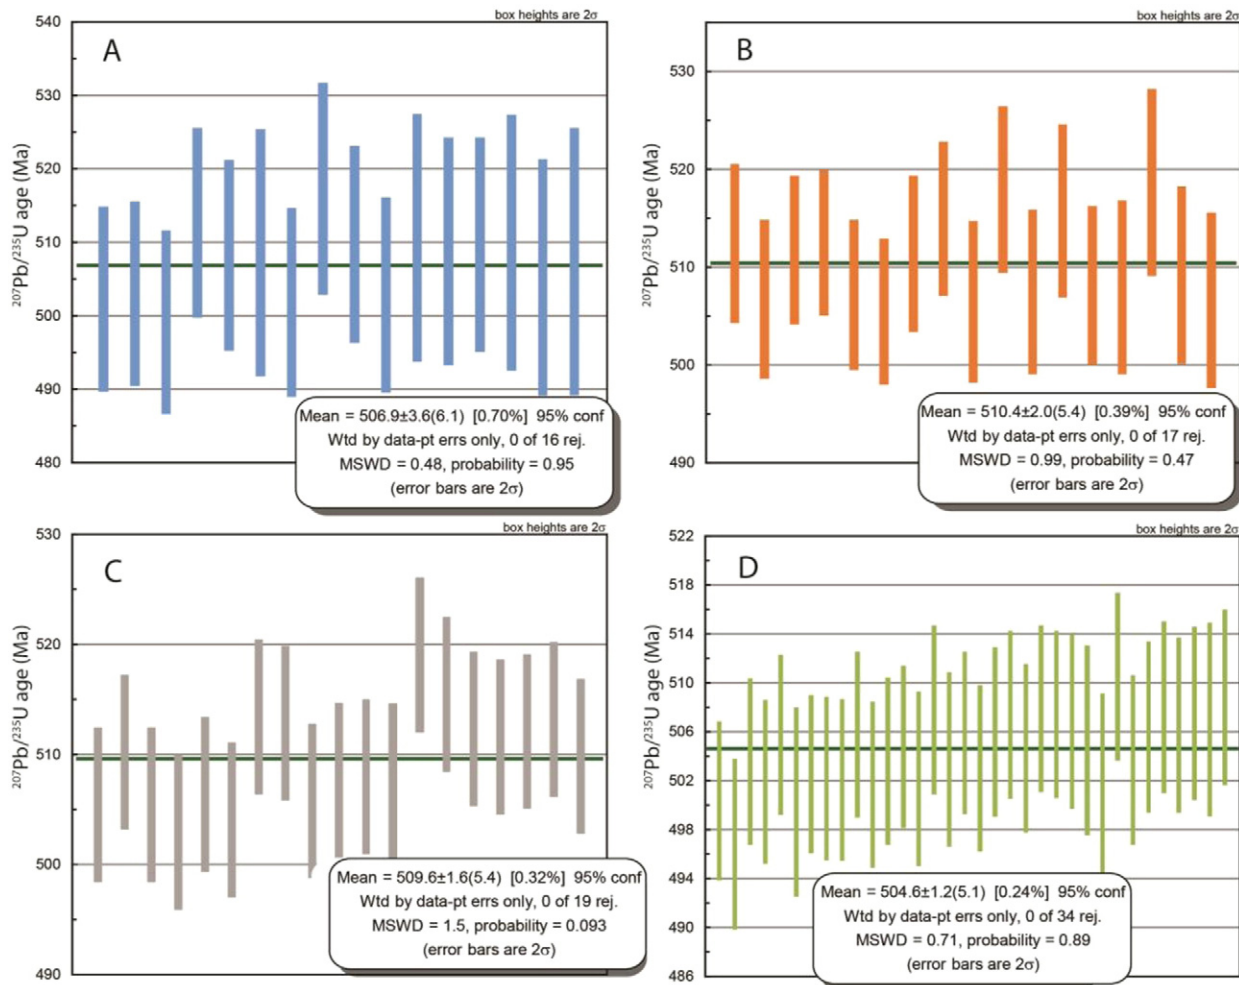 box heights are 2σ
A
540
530
520
510
500
490
480
²⁰⁷Pb/²³⁵U age (Ma)
Mean = 506.9±3.6(6.1) [0.70%] 95% conf
Wtd by data-pt errs only, 0 of 16 rej.
MSWD = 0.48, probability = 0.95
(error bars are 2σ)
box heights are 2σ
B
530
520
510
500
490
²⁰⁷Pb/²³⁵U age (Ma)
Mean = 510.4±2.0(5.4) [0.39%] 95% conf
Wtd by data-pt errs only, 0 of 17 rej.
MSWD = 0.99, probability = 0.47
(error bars are 2σ)
box heights are 2σ
C
530
520
510
500
490
²⁰⁷Pb/²³⁵U age (Ma)
Mean = 509.6±1.6(5.4) [0.32%] 95% conf
Wtd by data-pt errs only, 0 of 19 rej.
MSWD = 1.5, probability = 0.093
(error bars are 2σ)
box heights are 2σ
D
522
518
514
510
506
502
498
494
490
486
²⁰⁷Pb/²³⁵U age (Ma)
Mean = 504.6±1.2(5.1) [0.24%] 95% conf
Wtd by data-pt errs only, 0 of 34 rej.
MSWD = 0.71, probability = 0.89
(error bars are 2σ)